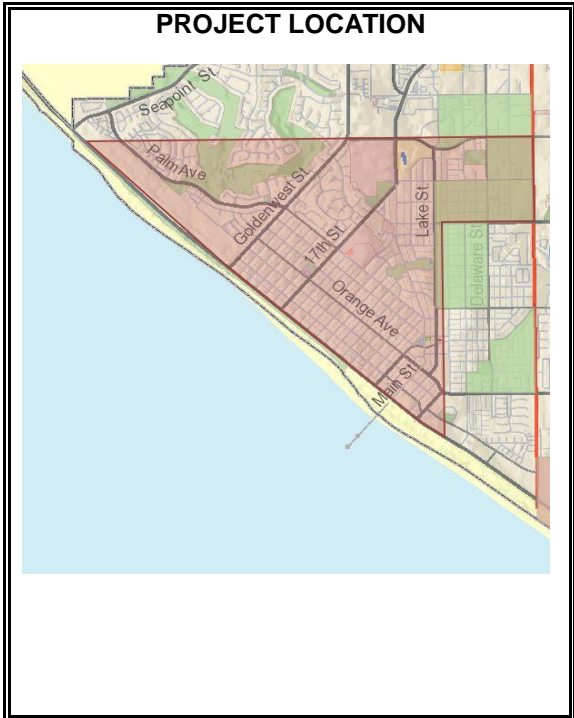 PROJECT LOCATION
Seapoint St.
Palm Ave
Goldenwest St.
17th St.
Lake St.
Delaware St.
Orange Ave
Main St.